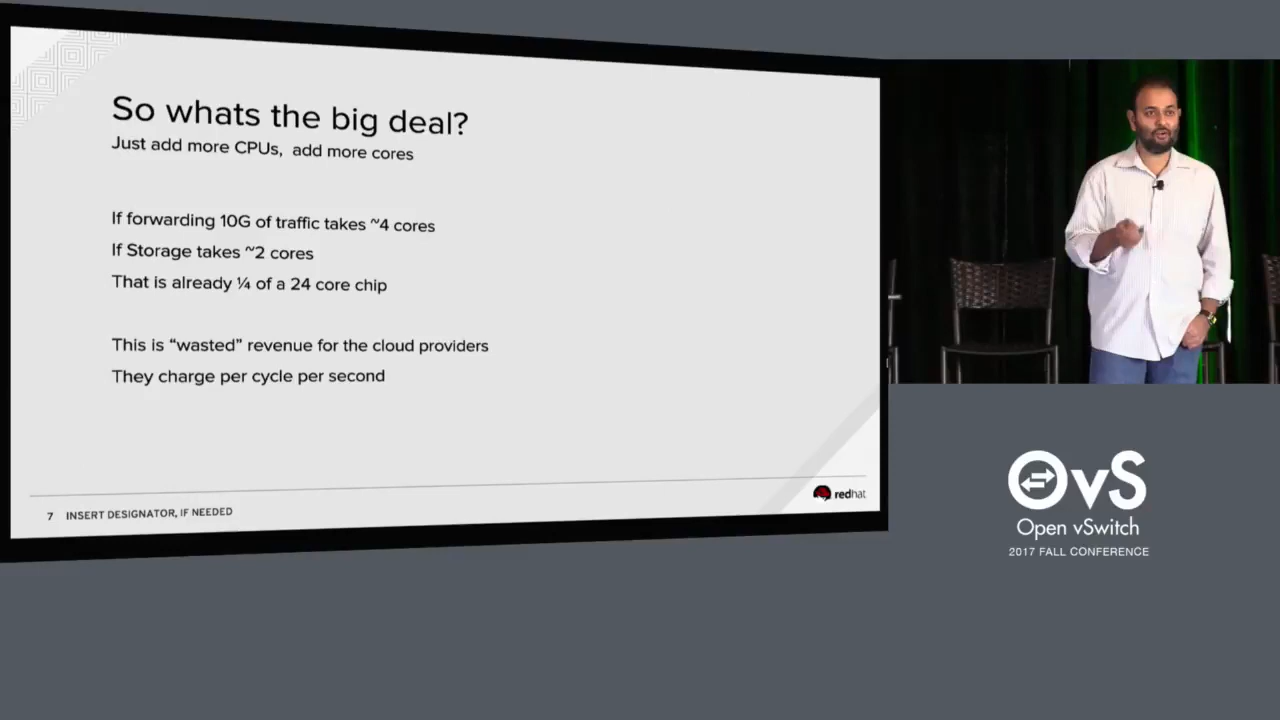 So whats the big deal?
Just add more CPUs, add more cores
If forwarding 10G of traffic takes ~4 cores
If Storage takes ~2 cores
That is already ¼ of a 24 core chip
This is “wasted” revenue for the cloud providers
They charge per cycle per second
7 INSERT DESIGNATOR, IF NEEDED
redhat
OvS
Open vSwitch
2017 FALL CONFERENCE